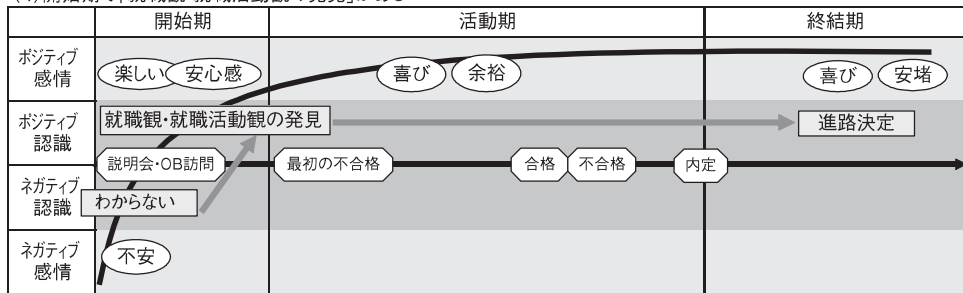 開始期
活動期
終結期
ポジティブ
感情
楽しい
安心感
喜び
余裕
喜び
安堵
ポジティブ
認識
就職観・就職活動観の発見
進路決定
説明会・OB訪問
最初の不合格
合格
不合格
内定
ネガティブ
認識
わからない
ネガティブ
感情
不安